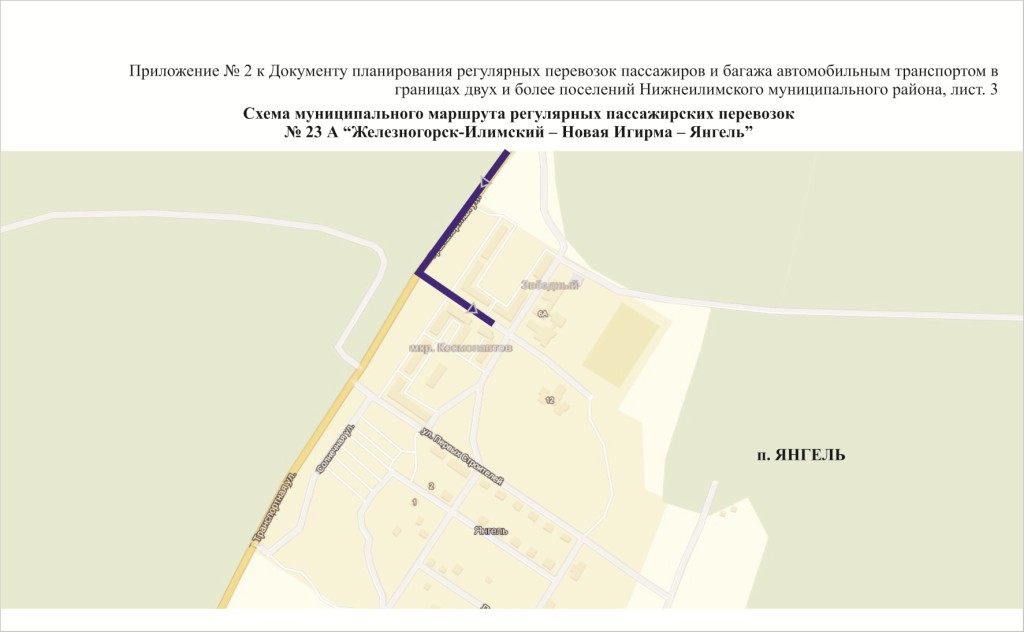 Приложение № 2 к Документу планирования регулярных перевозок пассажиров и багажа автомобильным транспортом в
границах двух и более поселений Нижнеилимского муниципального района, лист. 3
Схема муниципального маршрута регулярных пассажирских перевозок
№ 23 А “Железногорск-Илимский – Новая Игирма – Янгель”
6А
мкр. Космонавтов
12
ул. Первых Строителей
Солнечная ул.
п. ЯНГЕЛЬ
2
1
Транспортная ул.
Янгель